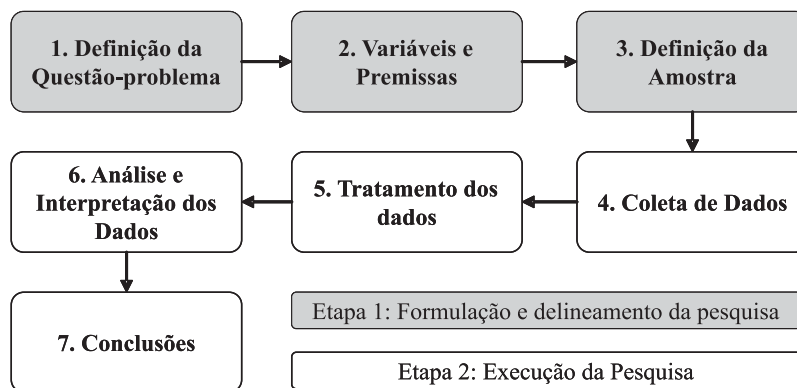 1. Definição da
Questão-problema
2. Variáveis e
Premissas
3. Definição da
Amostra
4. Coleta de Dados
5. Tratamento dos
dados
6. Análise e
Interpretação dos
Dados
7. Conclusões
Etapa 1: Formulação e delineamento da pesquisa
Etapa 2: Execução da Pesquisa